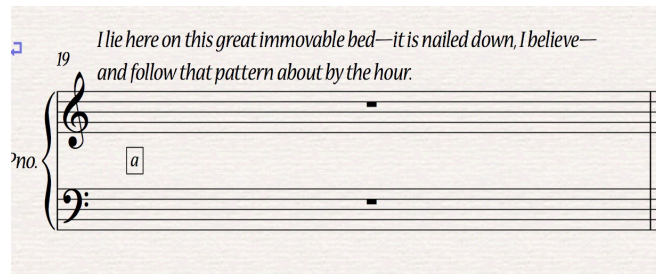 I lie here on this great immovable bed—it is nailed down, I believe—
19
and follow that pattern about by the hour.
Pno.
a